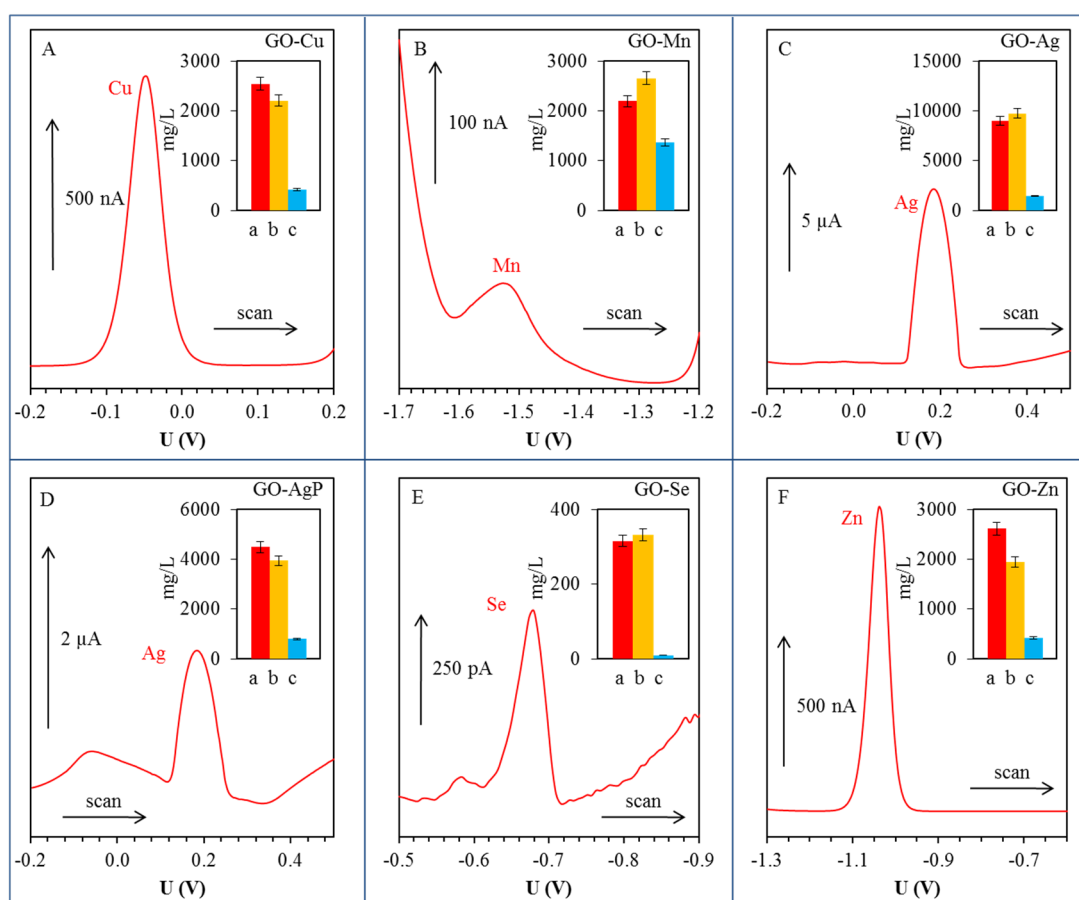 A
GO-Cu
3000
2000
1000
0
mg/L
a b c
Cu
500 nA
scan
-0.2 -0.1 0.0 0.1 0.2
U (V)
B
GO-Mn
3000
2000
1000
0
mg/L
a b c
100 nA
Mn
scan
-1.7 -1.6 -1.5 -1.4 -1.3 -1.2
U (V)
C
GO-Ag
15000
10000
5000
0
mg/L
a b c
Ag
5 µA
scan
-0.2 0.0 0.2 0.4
U (V)
D
GO-AgP
6000
4000
2000
0
mg/L
a b c
2 µA
Ag
scan
-0.2 0.0 0.2 0.4
U (V)
E
GO-Se
400
200
0
mg/L
a b c
Se
250 pA
scan
-0.5 -0.6 -0.7 -0.8 -0.9
U (V)
F
GO-Zn
3000
2000
1000
0
mg/L
a b c
Zn
500 nA
scan
-1.3 -1.1 -0.9 -0.7
U (V)